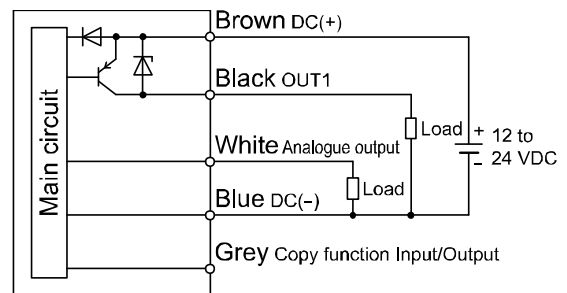 Brown DC(+)
Black OUT1
White Analogue output
Blue DC(−)
Grey Copy function Input/Output
Main circuit
Load
Load
+ 12 to
- 24 VDC